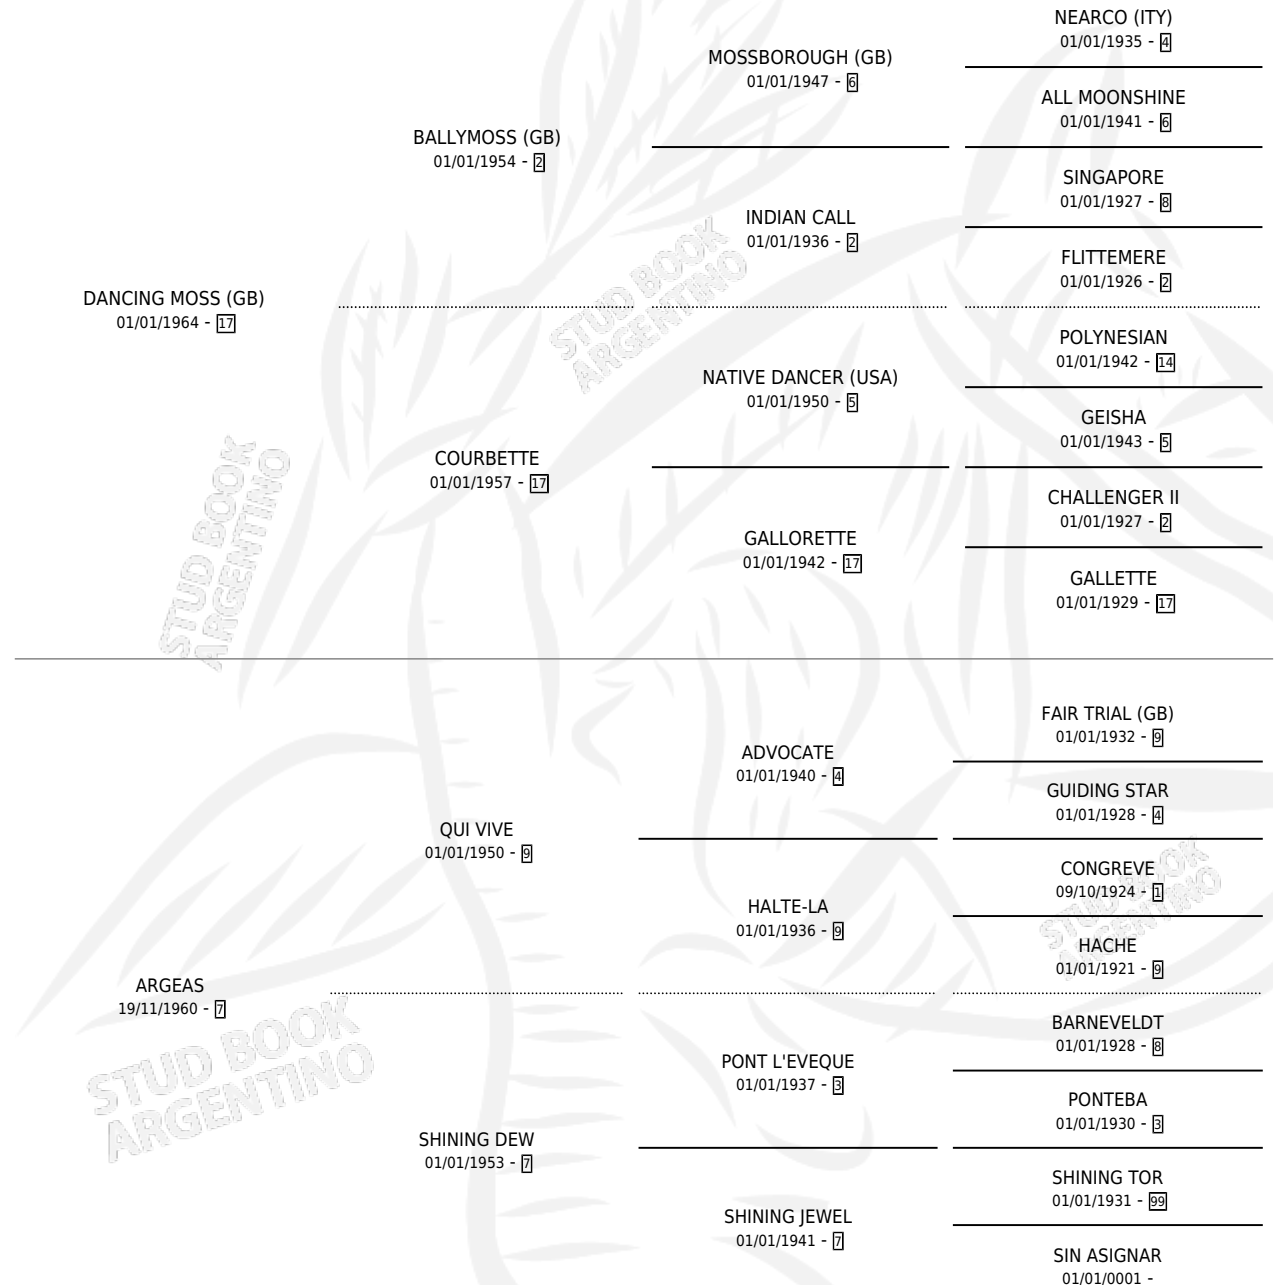 NEARCO (ITY)
01/01/1935 - 4
MOSSBOROUGH (GB)
01/01/1947 - 6
ALL MOONSHINE
01/01/1941 - 6
BALLYMOSS (GB)
01/01/1954 - 2
SINGAPORE
01/01/1927 - 8
INDIAN CALL
01/01/1936 - 2
FLITTEMERE
01/01/1926 - 2
DANCING MOSS (GB)
01/01/1964 - 17
STUD BOOK
ARGENTINO
POLYNESIAN
01/01/1942 - 14
NATIVE DANCER (USA)
01/01/1950 - 5
GEISHA
01/01/1943 - 5
COURBETTE
01/01/1957 - 17
CHALLENGER II
01/01/1927 - 2
GALLORETTE
01/01/1942 - 17
GALLETTE
01/01/1929 - 17
STUD BOOK
ARGENTINO
FAIR TRIAL (GB)
01/01/1932 - 9
ADVOCATE
01/01/1940 - 4
GUIDING STAR
01/01/1928 - 4
QUI VIVE
01/01/1950 - 9
CONGREVE
09/10/1924 - 1
HALTE-LA
01/01/1936 - 9
STUD BOOK
ARGENTINO
HACHE
01/01/1921 - 9
ARGEAS
19/11/1960 - 7
BARNEVELDT
01/01/1928 - 8
PONT L'EVEQUE
01/01/1937 - 3
STUD BOOK
ARGENTINO
PONTEBA
01/01/1930 - 3
SHINING DEW
01/01/1953 - 7
SHINING TOR
01/01/1931 - 99
SHINING JEWEL
01/01/1941 - 7
SIN ASIGNAR
01/01/0001 -